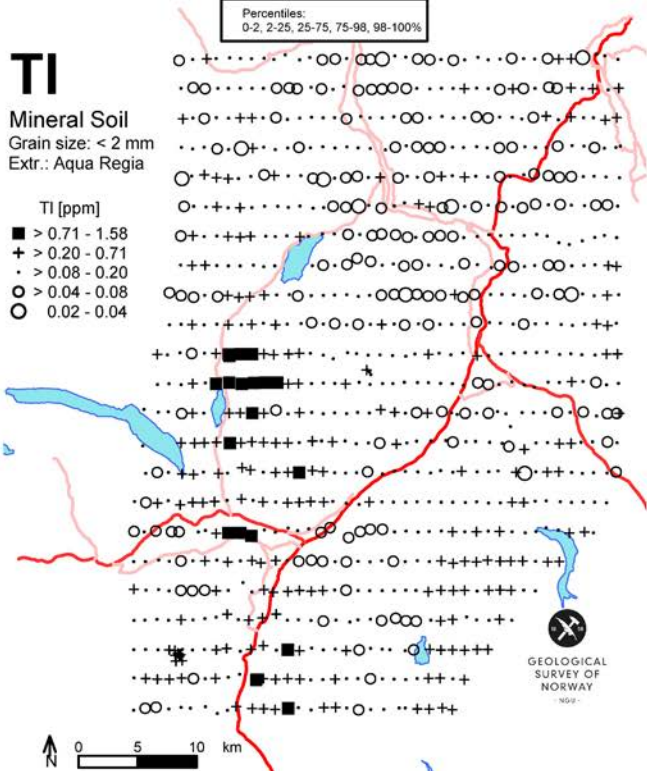 Percentiles:
0-2, 2-25, 25-75, 75-98, 98-100%
Tl
Mineral Soil
Grain size: < 2 mm
Extr.: Aqua Regia
Tl [ppm]
> 0.71 - 1.58
> 0.20 - 0.71
> 0.08 - 0.20
> 0.04 - 0.08
0.02 - 0.04
GEOLOGICAL
SURVEY OF
NORWAY
- NGU -
N
0 5 10 km